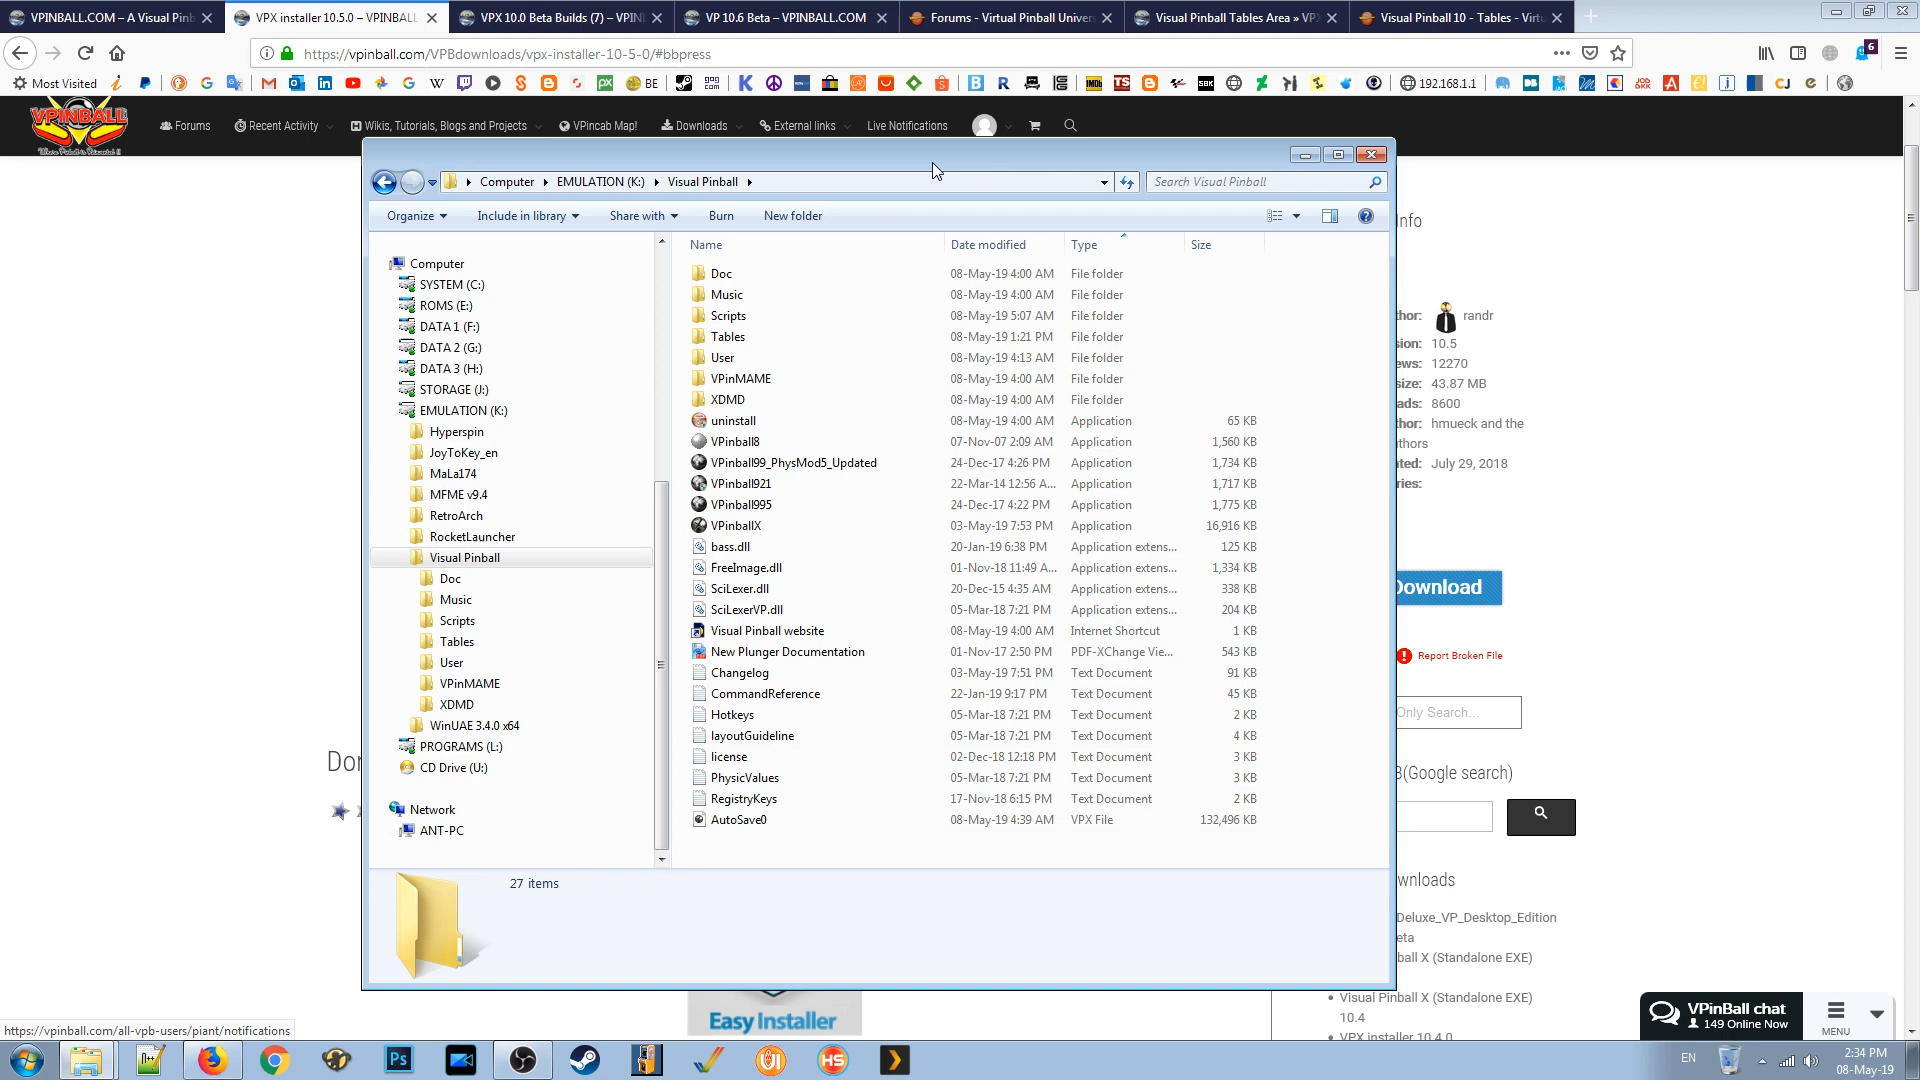 VPINBALL.COM – A Visual Pinb
VPX installer 10.5.0 – VPINBALL
VPX 10.0 Beta Builds (7) – VPIN
VP 10.6 Beta – VPINBALL.COM
Forums - Virtual Pinball Univer
Visual Pinball Tables Area » VP
Visual Pinball 10 - Tables - Virt
https://vpinball.com/VPBdownloads/vpx-installer-10-5-0/#bbpress
6
Most Visited
BE
192.168.1.1
VPINBALL
Forums
Recent Activity
Wikis, Tutorials, Blogs and Projects
VPincab Map!
Downloads
External links
Live Notifications
Computer
EMULATION (K:)
Visual Pinball
Search Visual Pinball
Organize
Include in library
Share with
Burn
New folder
Name
Date modified
Type
Size
Computer
SYSTEM (C:)
ROMS (E:)
DATA 1 (F:)
DATA 2 (G:)
DATA 3 (H:)
STORAGE (J:)
EMULATION (K:)
Hyperspin
JoyToKey_en
MaLa174
MFME v9.4
RetroArch
RocketLauncher
Visual Pinball
Doc
Music
Scripts
Tables
User
VPinMAME
XDMD
WinUAE 3.4.0 x64
PROGRAMS (L:)
CD Drive (U:)
Network
ANT-PC
Doc 08-May-19 4:00 AM File folder
Music 08-May-19 4:00 AM File folder
Scripts 08-May-19 5:07 AM File folder
Tables 08-May-19 1:21 PM File folder
User 08-May-19 4:13 AM File folder
VPinMAME 08-May-19 4:00 AM File folder
XDMD 08-May-19 4:00 AM File folder
uninstall 08-May-19 4:00 AM Application 65 KB
VPinball8 07-Nov-07 2:09 AM Application 1,560 KB
VPinball99_PhysMod5_Updated 24-Dec-17 4:26 PM Application 1,734 KB
VPinball921 22-Mar-14 12:56 A... Application 1,717 KB
VPinball995 24-Dec-17 4:22 PM Application 1,775 KB
VPinballX 03-May-19 7:53 PM Application 16,916 KB
bass.dll 20-Jan-19 6:38 PM Application extens... 125 KB
FreeImage.dll 01-Nov-18 11:49 A... Application extens... 1,334 KB
SciLexer.dll 20-Dec-15 4:35 AM Application extens... 338 KB
SciLexerVP.dll 05-Mar-18 7:21 PM Application extens... 204 KB
Visual Pinball website 08-May-19 4:00 AM Internet Shortcut 1 KB
New Plunger Documentation 01-Nov-17 2:50 PM PDF-XChange Vie... 543 KB
Changelog 03-May-19 7:51 PM Text Document 91 KB
CommandReference 22-Jan-19 9:17 PM Text Document 45 KB
Hotkeys 05-Mar-18 7:21 PM Text Document 2 KB
layoutGuideline 05-Mar-18 7:21 PM Text Document 4 KB
license 02-Dec-18 12:18 PM Text Document 3 KB
PhysicValues 05-Mar-18 7:21 PM Text Document 3 KB
RegistryKeys 17-Nov-18 6:15 PM Text Document 2 KB
AutoSave0 08-May-19 4:39 AM VPX File 132,496 KB
27 items
Info
thor: randr
sion: 10.5
ews: 12270
size: 43.87 MB
ads: 8600
thor: hmueck and the
uthors
ted: July 29, 2018
ries:
Download
Report Broken File
Only Search...
B(Google search)
wnloads
Deluxe_VP_Desktop_Edition
eta
ball X (Standalone EXE)
Visual Pinball X (Standalone EXE)
10.4
VPX installer 10.4.0
Dor
Easy Installer
VPinBall chat
149 Online Now
MENU
https://vpinball.com/all-vpb-users/piant/notifications
Ps
HS
EN
2:34 PM
08-May-19